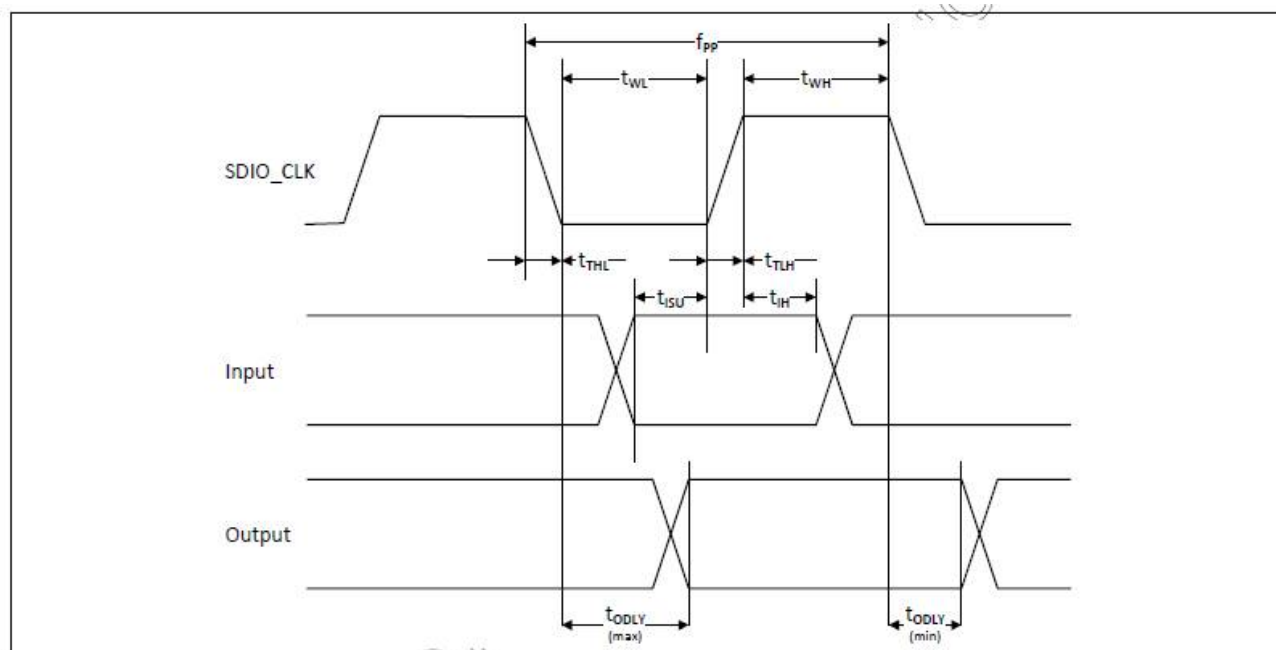 fPP
tWL
tWH
SDIO_CLK
tTHL
tTLH
tISU
tIH
Input
Output
tODLY
(max)
tODLY
(min)